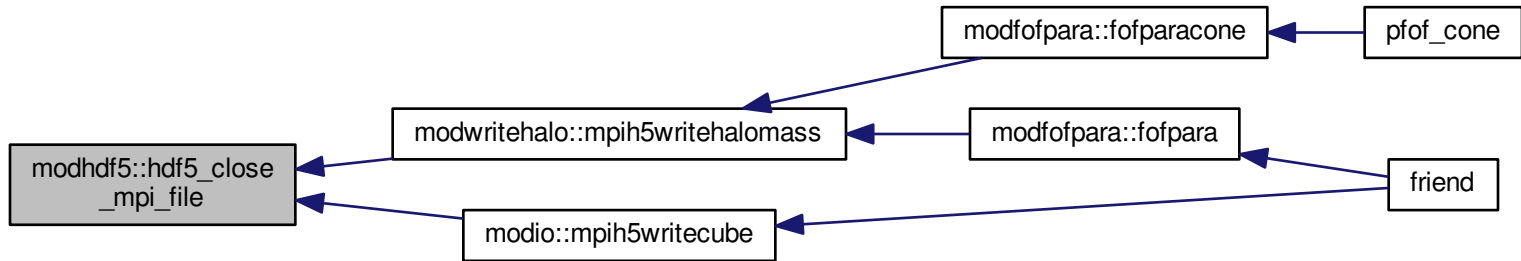 modfofpara::fofparacone
pfof_cone
modwritehalo::mpih5writehalomass
modfofpara::fofpara
modhdf5::hdf5_close
_mpi_file
friend
modio::mpih5writecube